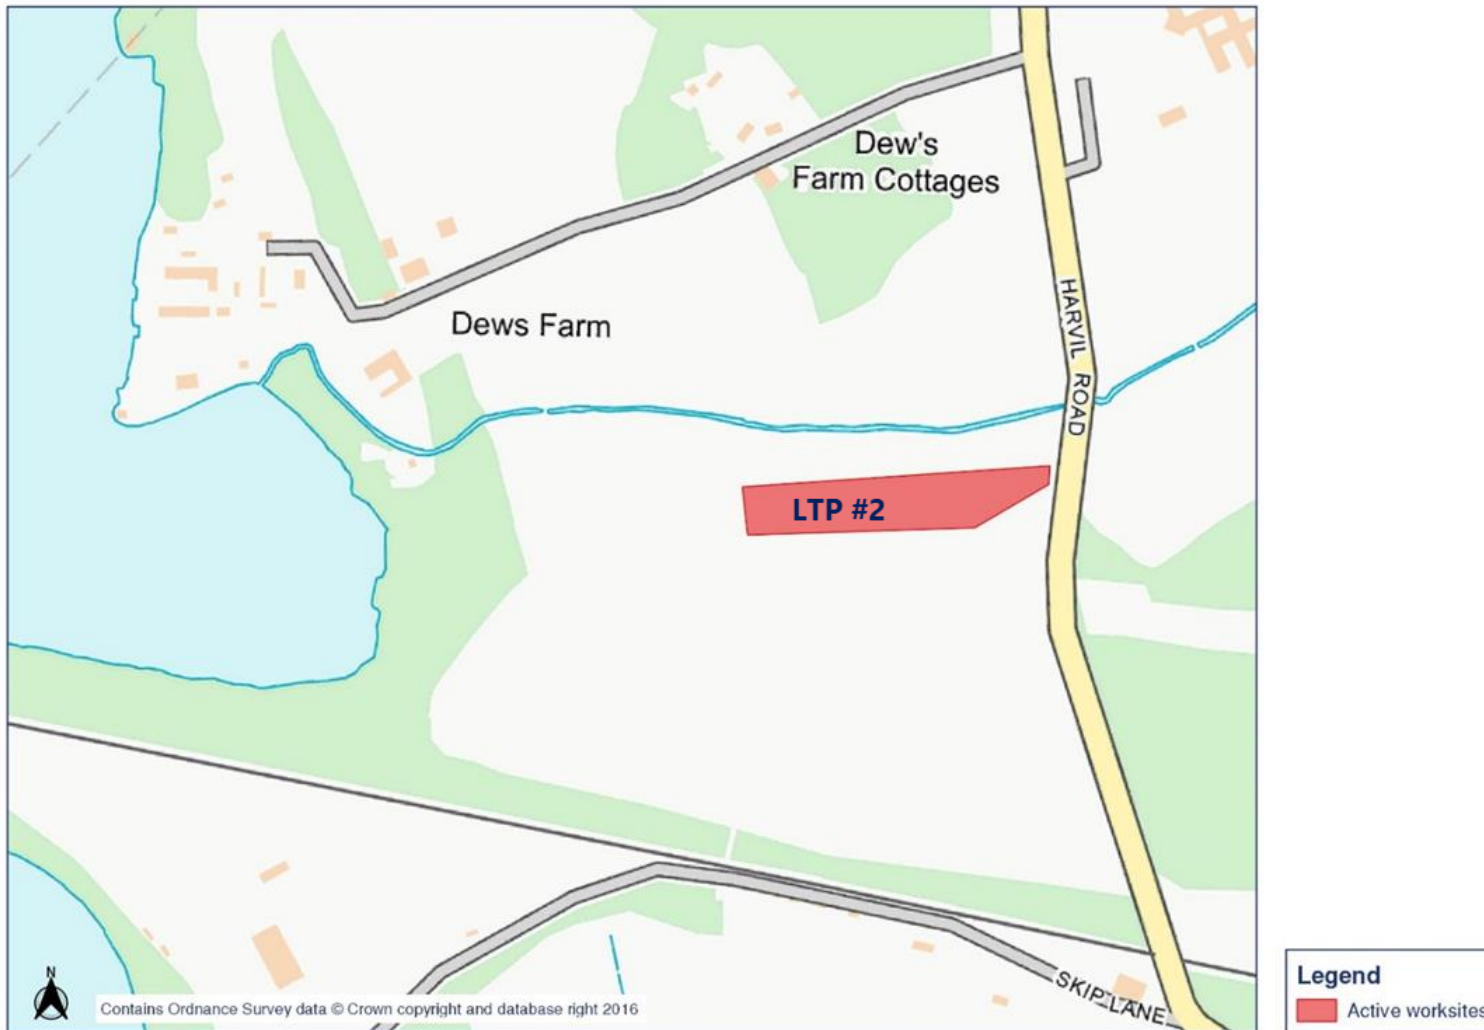 Dew's
Farm Cottages
HARVIL ROAD
Dews Farm
LTP #2
SKIP LANE
N
Contains Ordnance Survey data © Crown copyright and database right 2016
Legend
Active worksites